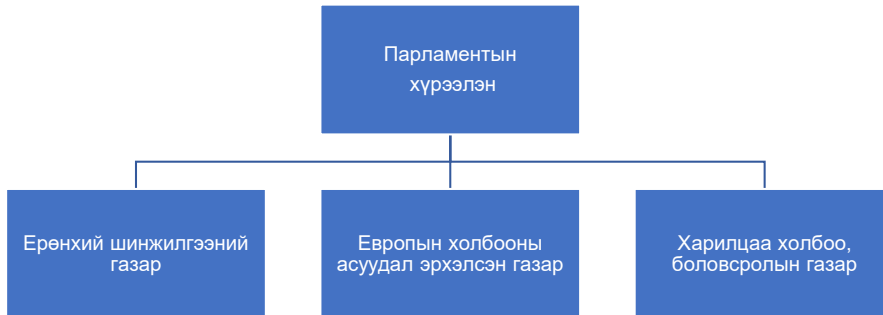 Парламентын
хүрээлэн
Ерөнхий шинжилгээний
газар
Европын холбооны
асуудал эрхэлсэн газар
Харилцаа холбоо,
боловсролын газар